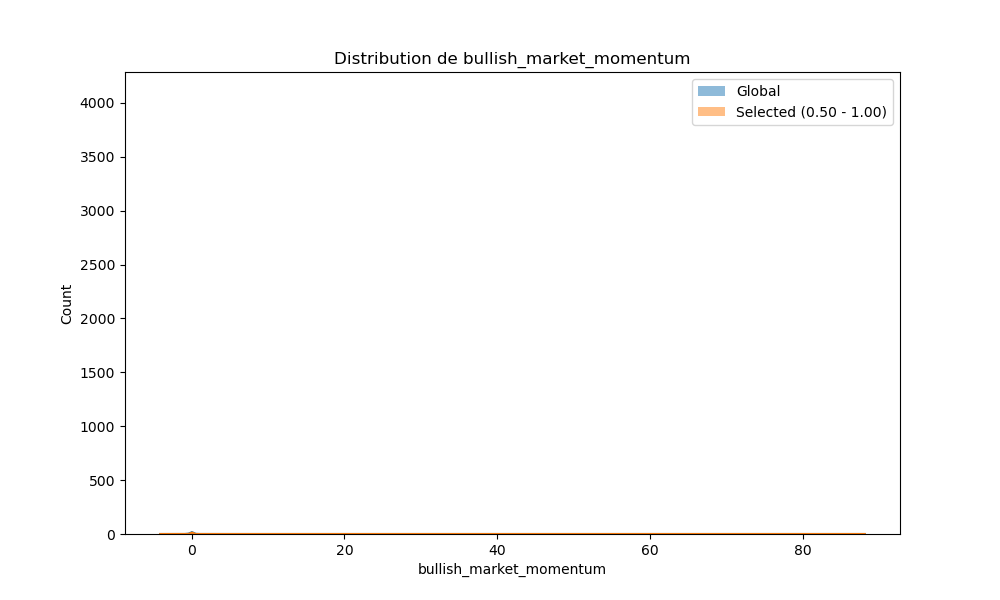 Distribution de bullish_market_momentum
Global
Selected (0.50 - 1.00)
4000
3500
3000
2500
2000
1500
1000
500
0
Count
0 20 40 60 80
bullish_market_momentum